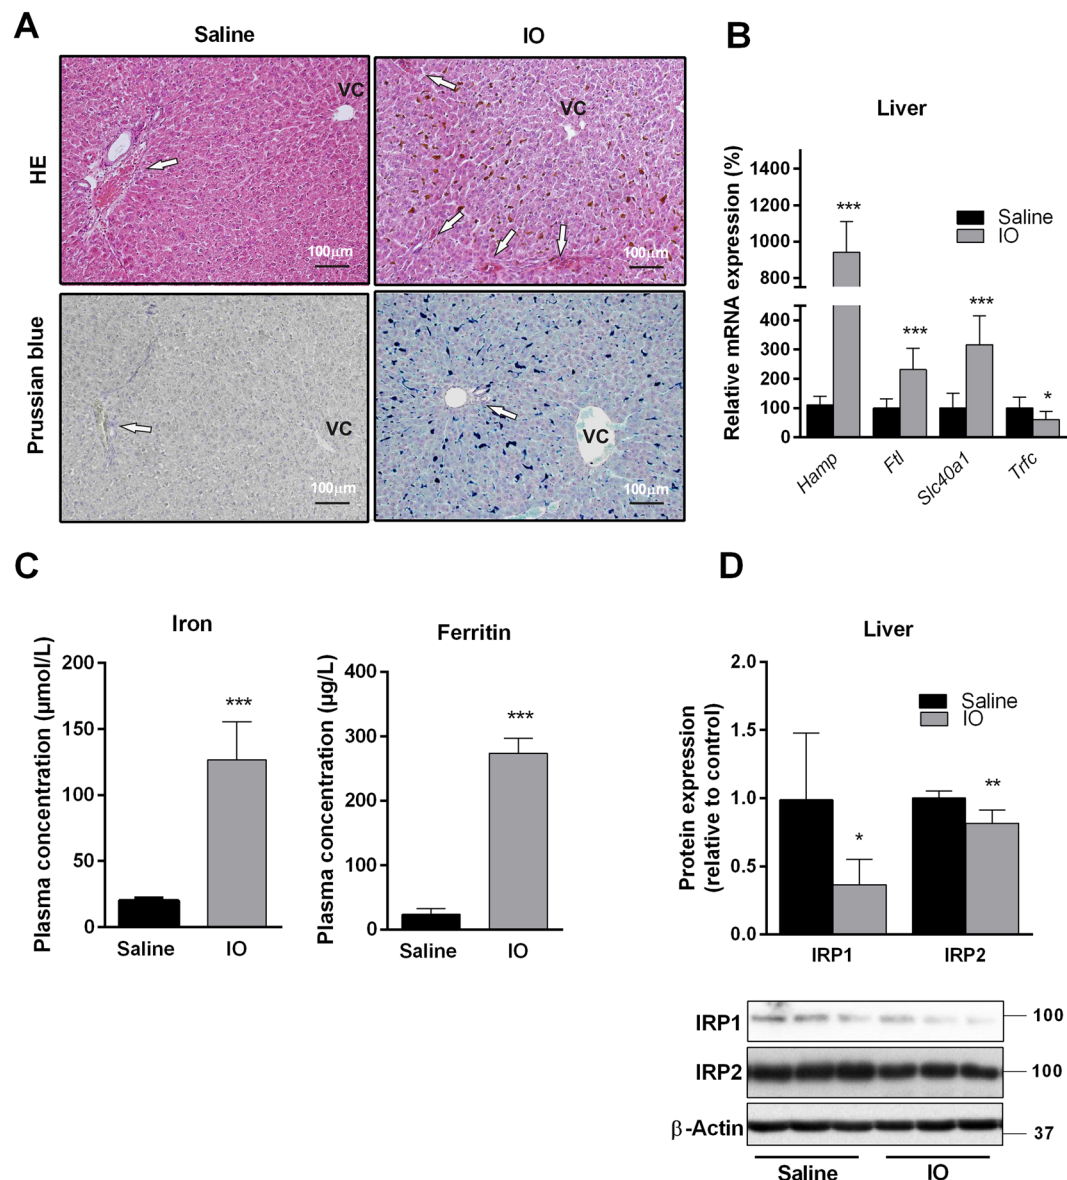 A
Saline
IO
HE
VC
100μm
VC
100μm
Prussian blue
VC
100μm
VC
100μm
B
Liver
Relative mRNA expression (%)
1400
1200
1000
800
400
300
200
100
0
***
***
***
*
Saline
IO
Hamp
Ftl
Slc40a1
Trfc
C
Iron
Plasma concentration (μmol/L)
200
150
100
50
0
***
Saline
IO
Ferritin
Plasma concentration (μg/L)
400
300
200
100
0
***
Saline
IO
D
Liver
Protein expression
(relative to control)
2.0
1.5
1.0
0.5
0.0
Saline
IO
*
**
IRP1
IRP2
IRP1
100
IRP2
100
β-Actin
37
Saline
IO